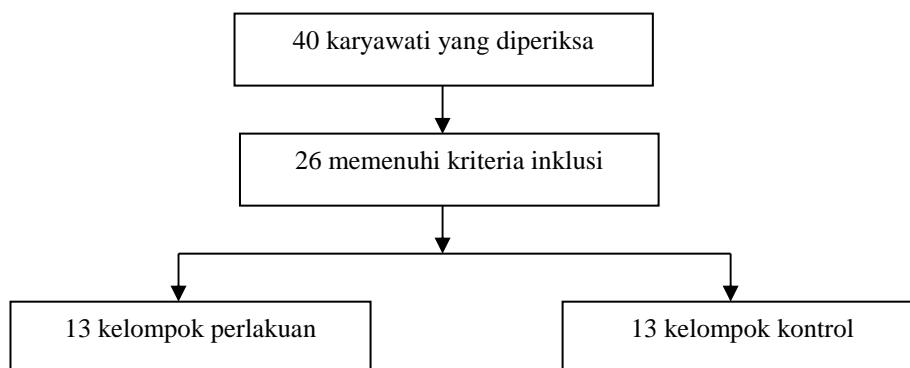 40 karyawati yang diperiksa
26 memenuhi kriteria inklusi
13 kelompok perlakuan
13 kelompok kontrol